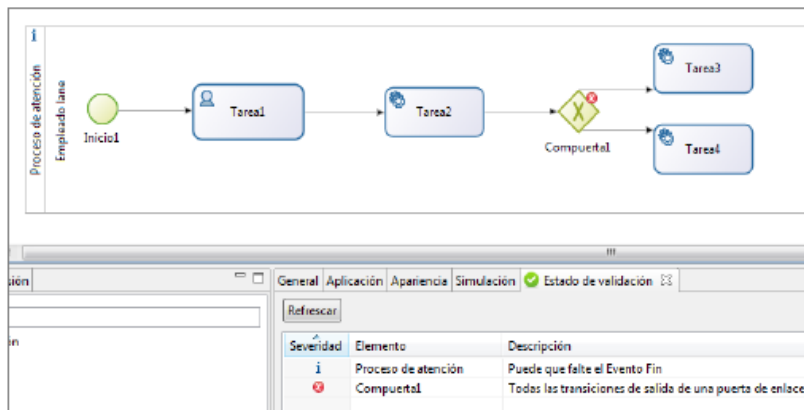 Proceso de atención
Empleado lane
Inicio1
Tarea1
Tarea2
Compuerta1
Tarea3
Tarea4
sión
General Aplicación Apariencia Simulación Estado de validación
Refrescar
Severidad Elemento Descripción
Proceso de atención Puede que falte el Evento Fin
Compuerta1 Todas las transiciones de salida de una puerta de enlace